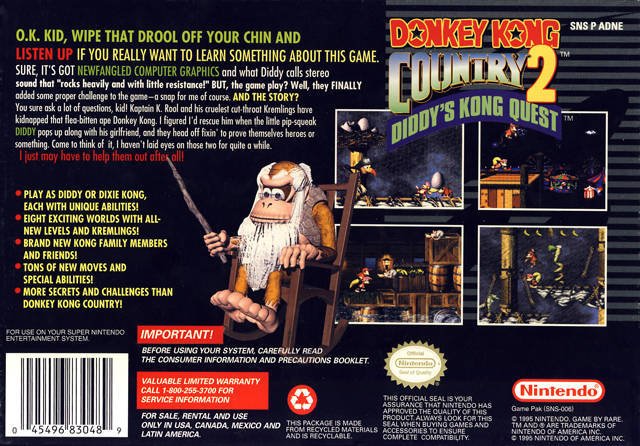 O.K. KID, WIPE THAT DROOL OFF YOUR CHIN AND
LISTEN UP IF YOU REALLY WANT TO LEARN SOMETHING ABOUT THIS GAME.
SURE, IT'S GOT NEWFANGLED COMPUTER GRAPHICS and what Diddy calls stereo
sound that "rocks heavily and with little resistance!" BUT, the game play? Well, they FINALLY
added some proper challenge to the game—a snap for me of course. AND THE STORY?
You sure ask a lot of questions, kid! Kaptain K. Rool and his cruelest cut-throat Kremlings have
kidnapped that flea-bitten ape Donkey Kong. I figured I'd rescue him when the little pip-squeak
DIDDY pops up along with his girlfriend, and they head off fixin' to prove themselves heroes or
something. Come to think of it, I haven't laid eyes on those two for quite a while.
I just may have to help them out after all!
• PLAY AS DIDDY OR DIXIE KONG,
EACH WITH UNIQUE ABILITIES!
• EIGHT EXCITING WORLDS WITH ALL-
NEW LEVELS AND KREMLINGS!
• BRAND NEW KONG FAMILY MEMBERS
AND FRIENDS!
• TONS OF NEW MOVES AND
SPECIAL ABILITIES!
• MORE SECRETS AND CHALLENGES THAN
DONKEY KONG COUNTRY!
SNS P ADNE
DONKEY KONG
COUNTRY 2™
DIDDY'S KONG QUEST™
FOR USE ON YOUR SUPER NINTENDO
ENTERTAINMENT SYSTEM.
0 45496 83048 9
IMPORTANT!
BEFORE USING YOUR SYSTEM, CAREFULLY READ
THE CONSUMER INFORMATION AND PRECAUTIONS BOOKLET.
VALUABLE LIMITED WARRANTY
CALL 1-800-255-3700 FOR
SERVICE INFORMATION
FOR SALE, RENTAL AND USE
ONLY IN USA, CANADA, MEXICO AND
LATIN AMERICA.
THIS PACKAGE IS MADE
FROM RECYCLED MATERIALS
AND IS RECYCLABLE.
Official
Nintendo
Seal of Quality
THIS OFFICIAL SEAL IS YOUR
ASSURANCE THAT NINTENDO HAS
APPROVED THE QUALITY OF THIS
PRODUCT. ALWAYS LOOK FOR THIS
SEAL WHEN BUYING GAMES AND
ACCESSORIES TO ENSURE
COMPLETE COMPATIBILITY.
Nintendo®
Game Pak (SNS-006)
© 1995 NINTENDO. GAME BY RARE.
TM AND ® ARE TRADEMARKS OF
NINTENDO OF AMERICA INC.
© 1995 NINTENDO OF AMERICA INC.